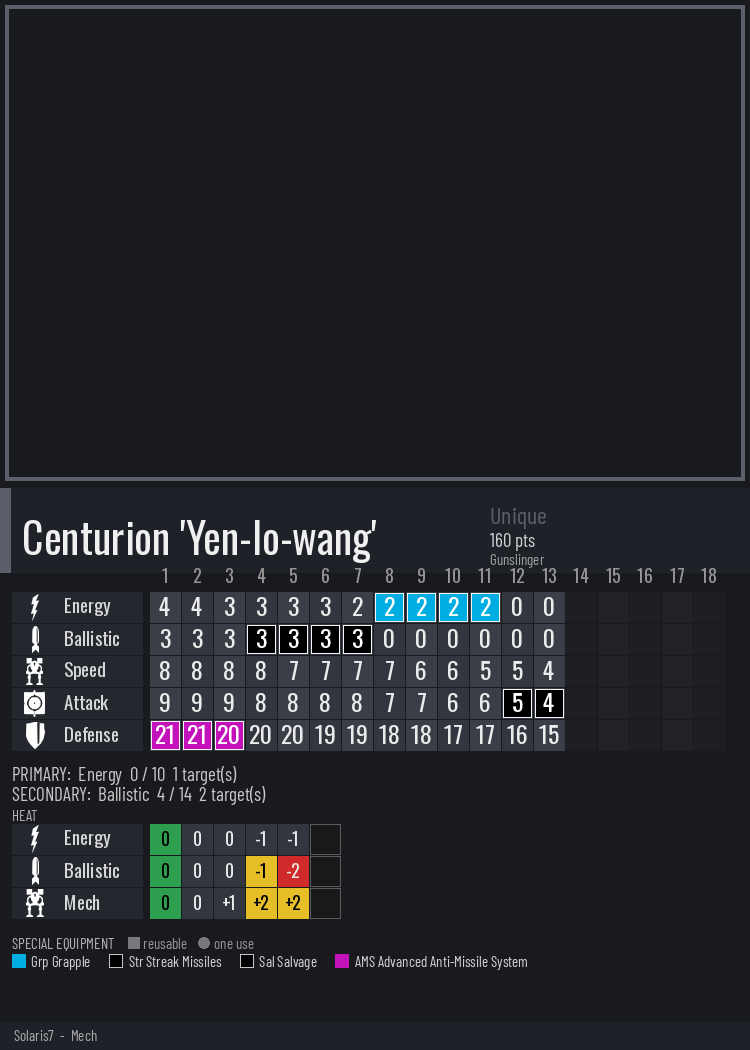 Centurion 'Yen-lo-wang'
Unique
160 pts
Gunslinger
1 2 3 4 5 6 7 8 9 10 11 12 13 14 15 16 17 18
Energy 4 4 3 3 3 3 2 2 2 2 2 0 0
Ballistic 3 3 3 3 3 3 3 0 0 0 0 0 0
Speed 8 8 8 8 7 7 7 7 6 6 5 5 4
Attack 9 9 9 8 8 8 8 7 7 6 6 5 4
Defense 21 21 20 20 20 19 19 18 18 17 17 16 15
PRIMARY: Energy 0 / 10 1 target(s)
SECONDARY: Ballistic 4 / 14 2 target(s)
HEAT
Energy 0 0 0 -1 -1
Ballistic 0 0 0 -1 -2
Mech 0 0 +1 +2 +2
SPECIAL EQUIPMENT reusable one use
Grp Grapple Str Streak Missiles Sal Salvage AMS Advanced Anti-Missile System
Solaris7 - Mech